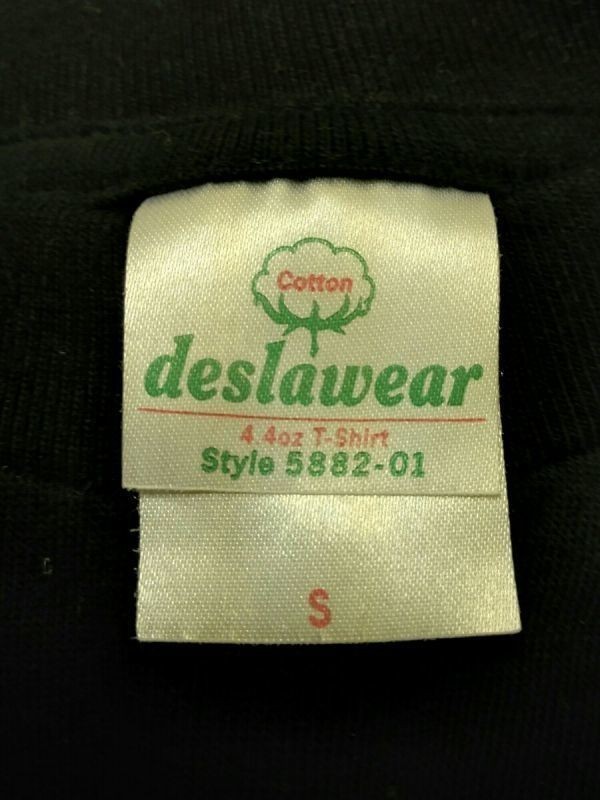 Cotton
deslawear
4.4oz T-Shirt
Style 5882-01
S